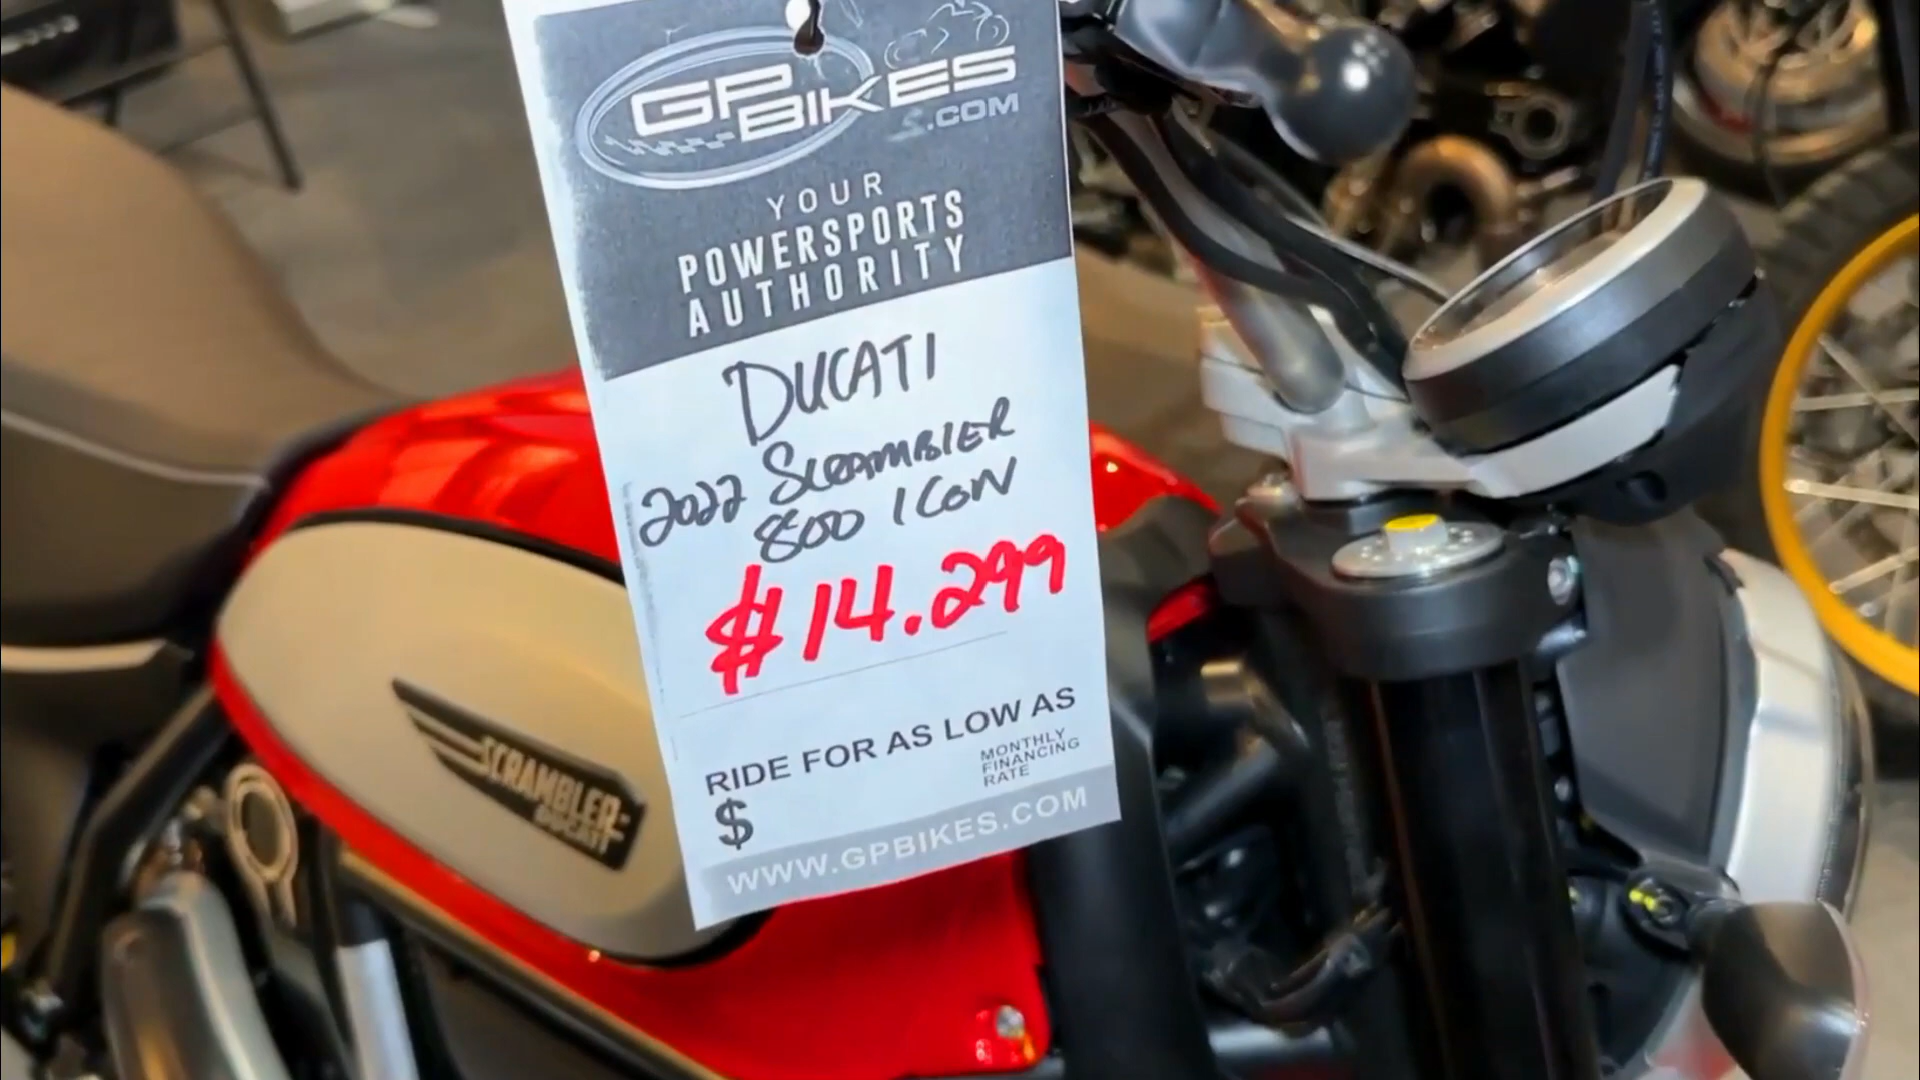 GP BIKES
.COM
YOUR
POWERSPORTS
AUTHORITY
DUCATI
2022 SCRAMBLER
800 ICON
$14.299
RIDE FOR AS LOW AS
MONTHLY
FINANCING
RATE
$
WWW.GPBIKES.COM
SCRAMBLER
DUCATI